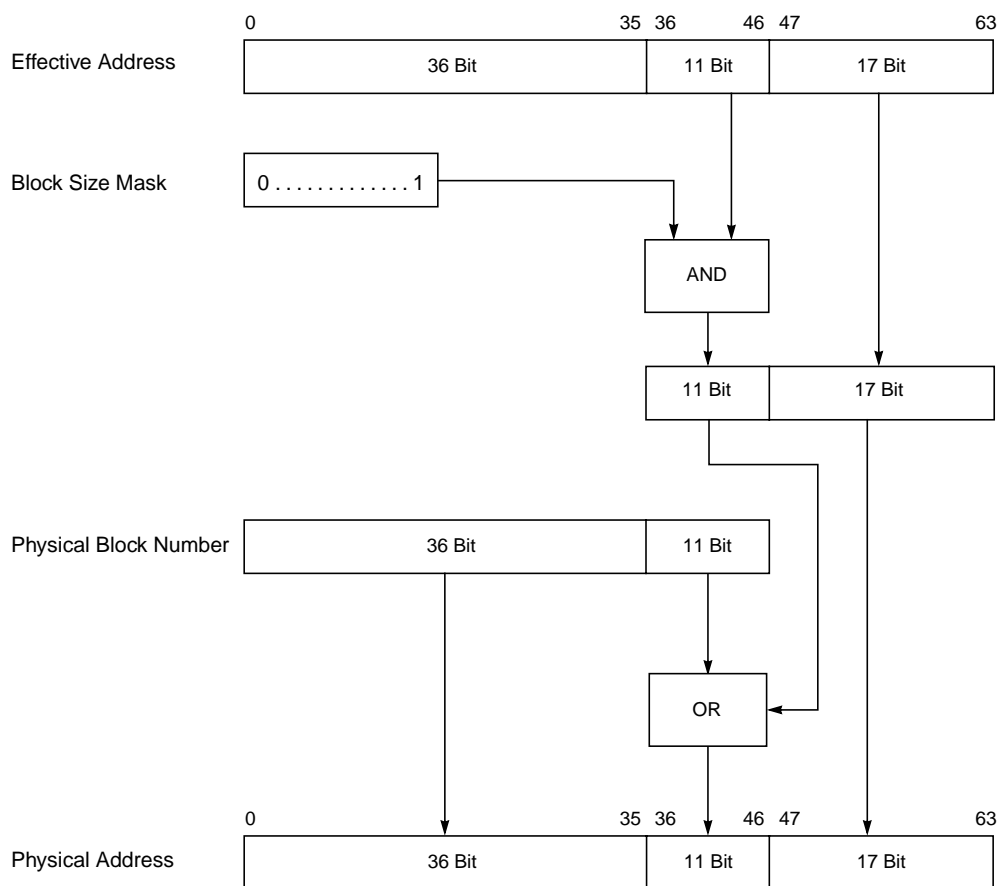 0 35 36 46 47 63
Effective Address 36 Bit 11 Bit 17 Bit
Block Size Mask 0 . . . . . . . . . . . . . 1
AND
11 Bit 17 Bit
Physical Block Number 36 Bit 11 Bit
OR
0 35 36 46 47 63
Physical Address 36 Bit 11 Bit 17 Bit